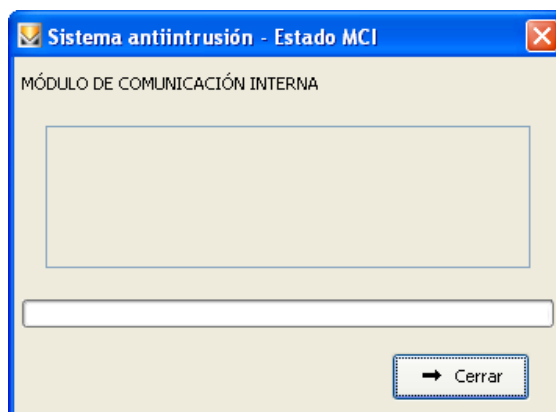 Sistema antiintrusión - Estado MCI
MÓDULO DE COMUNICACIÓN INTERNA
Cerrar